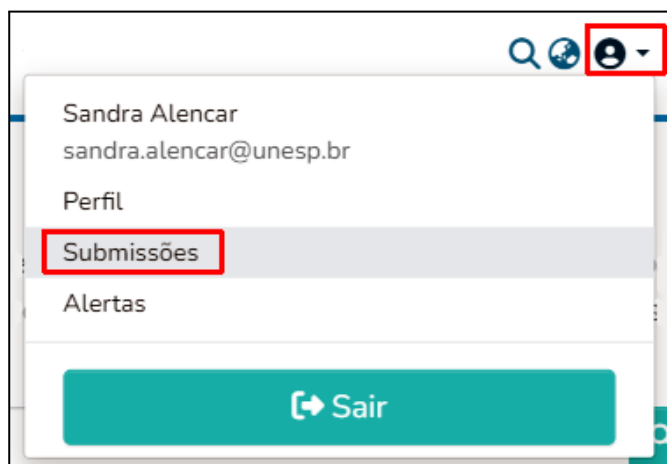 Sandra Alencar
sandra.alencar@unesp.br
Perfil
Submissões
Alertas
Sair